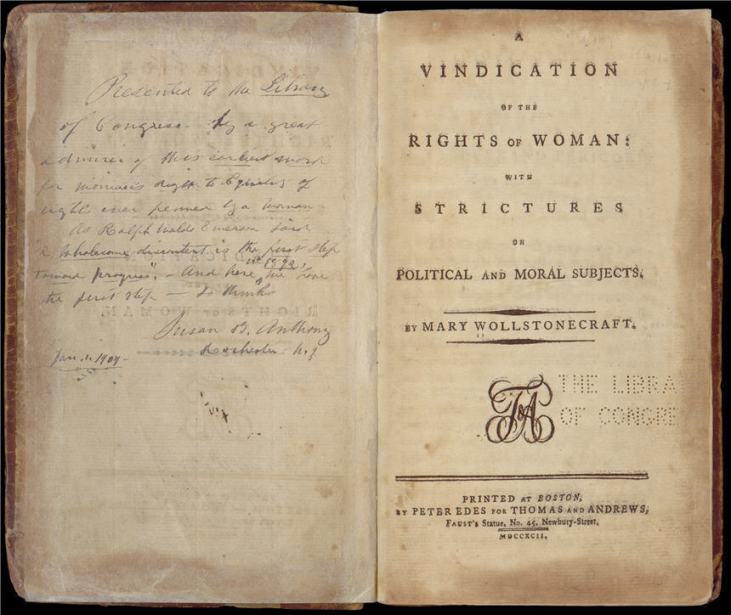 Presented to the Library
of Congress by a great
admirer of this earliest work
for woman's right to Equality of
right ever penned by a woman
As Ralph Waldo Emerson said
"Wholesome discontent is the first step
toward progress". - And here, in 1792, we have
the first step - so thinks
Susan B. Anthony
Rochester N.Y
Jan. 1. 1904 -
A
VINDICATION
OF THE
RIGHTS OF WOMAN:
WITH
STRICTURES
ON
POLITICAL AND MORAL SUBJECTS.
BY MARY WOLLSTONECRAFT.
T&A
THE LIBRA
OF CONGRE
PRINTED AT BOSTON,
BY PETER EDES FOR THOMAS AND ANDREWS,
FAUST'S Statue, No. 45, Newbury-Street,
MDCCXCII.